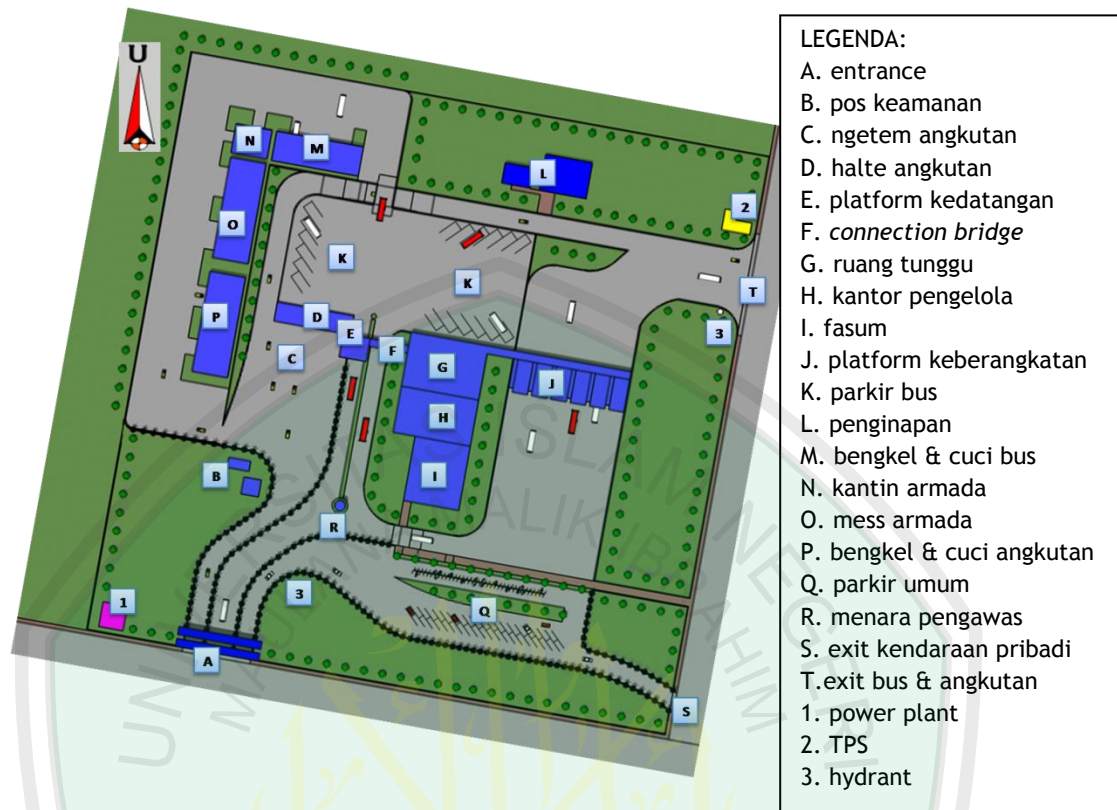 U
N
M
L
2
O
K
K
T
P
D
E
3
F
C
G
J
H
B
I
R
1
3
Q
A
S
LEGENDA:
A. entrance
B. pos keamanan
C. ngetem angkutan
D. halte angkutan
E. platform kedatangan
F. connection bridge
G. ruang tunggu
H. kantor pengelola
I. fasum
J. platform keberangkatan
K. parkir bus
L. penginapan
M. bengkel & cuci bus
N. kantin armada
O. mess armada
P. bengkel & cuci angkutan
Q. parkir umum
R. menara pengawas
S. exit kendaraan pribadi
T.exit bus & angkutan
1. power plant
2. TPS
3. hydrant